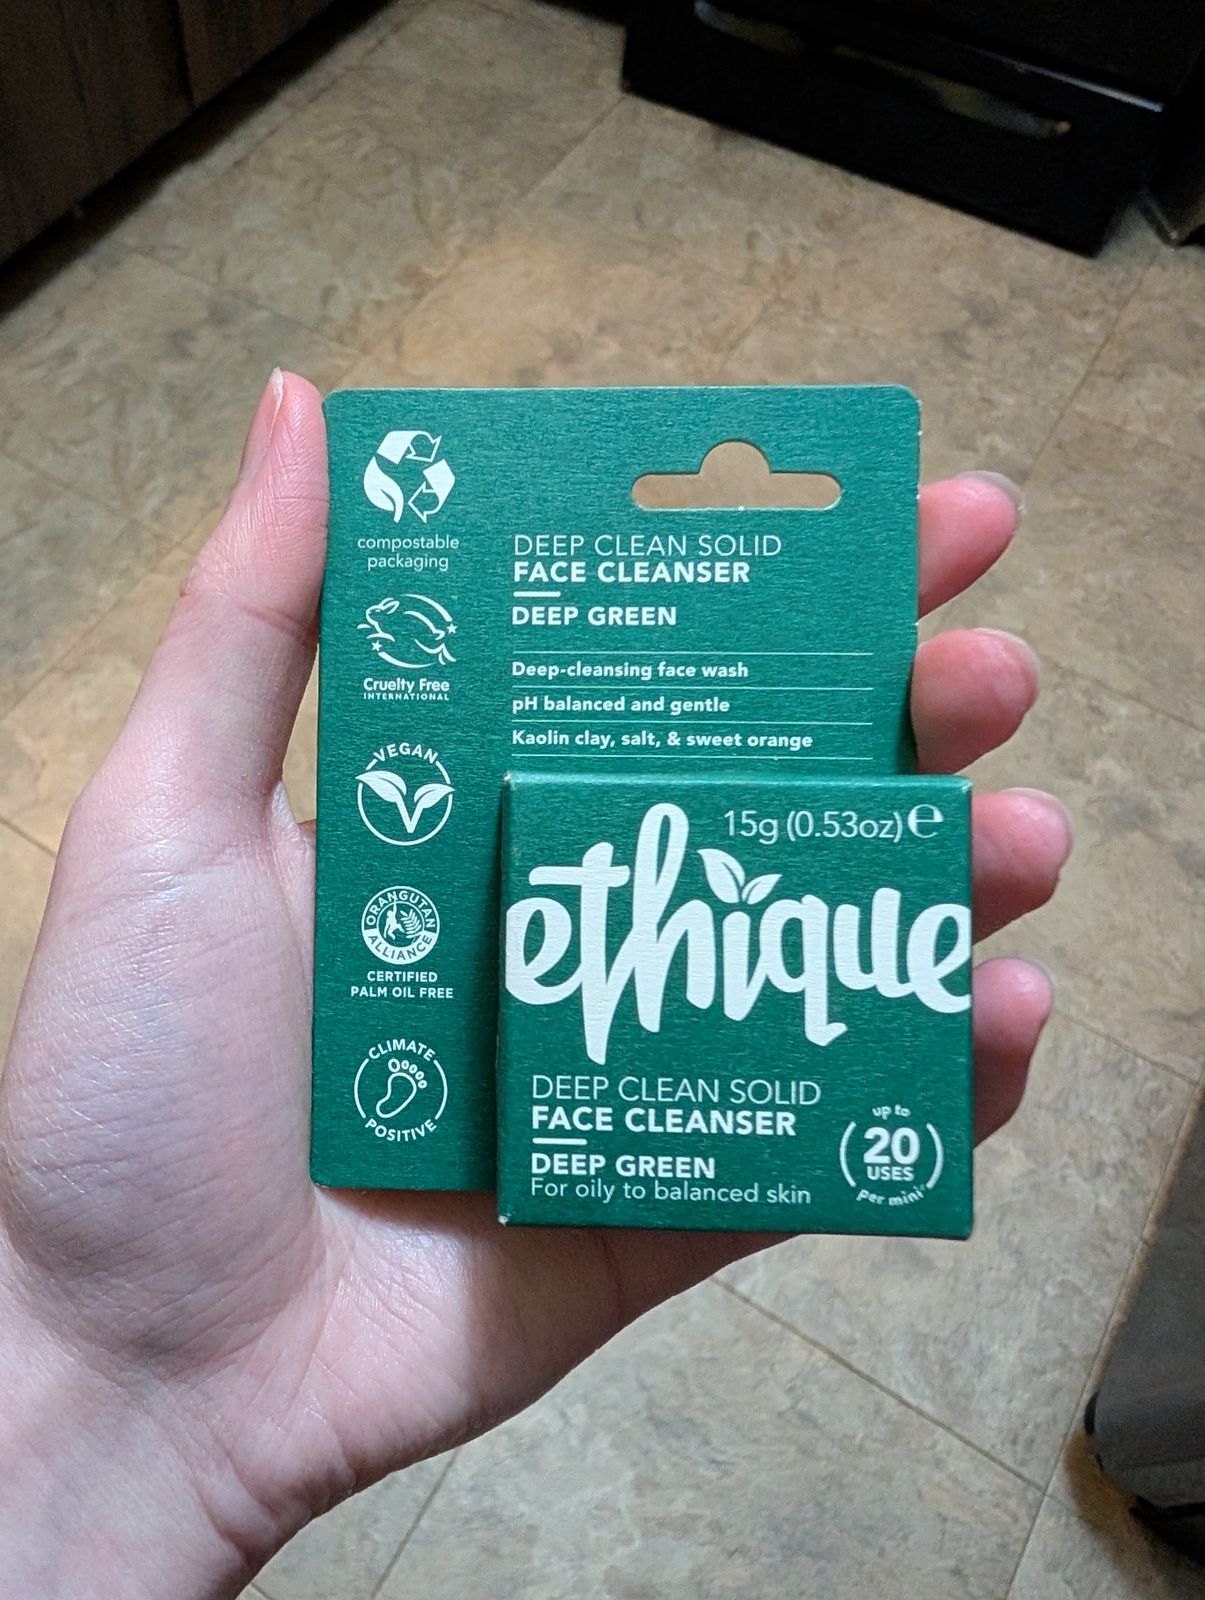 compostable
packaging
Cruelty Free
INTERNATIONAL
VEGAN
ORANGUTAN
ALLIANCE
CERTIFIED
PALM OIL FREE
CLIMATE
POSITIVE
DEEP CLEAN SOLID
FACE CLEANSER
DEEP GREEN
Deep-cleansing face wash
pH balanced and gentle
Kaolin clay, salt, & sweet orange
15g (0.53oz) ℮
ethique
DEEP CLEAN SOLID
FACE CLEANSER
DEEP GREEN
For oily to balanced skin
up to
20
USES
per mini